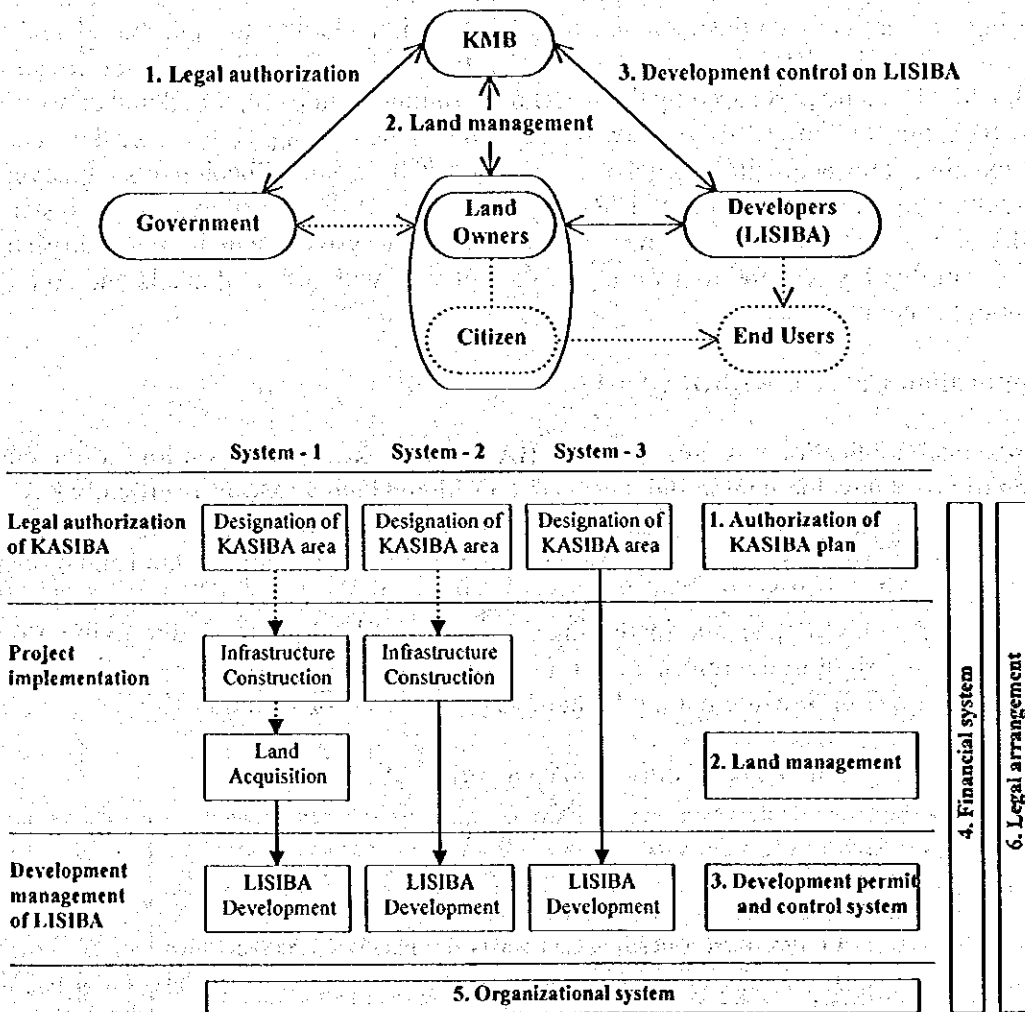 KMB
1. Legal authorization
3. Development control on LISIBA
2. Land management
Government
Land
Owners
Developers
(LISIBA)
Citizen
End Users
System - 1
System - 2
System - 3
Legal authorization
of KASIBA
Designation of
KASIBA area
Designation of
KASIBA area
Designation of
KASIBA area
1. Authorization of
KASIBA plan
Project
implementation
Infrastructure
Construction
Infrastructure
Construction
Land
Acquisition
2. Land management
Development
management
of LISIBA
LISIBA
Development
LISIBA
Development
LISIBA
Development
3. Development permit
and control system
5. Organizational system
4. Financial system
6. Legal arrangement